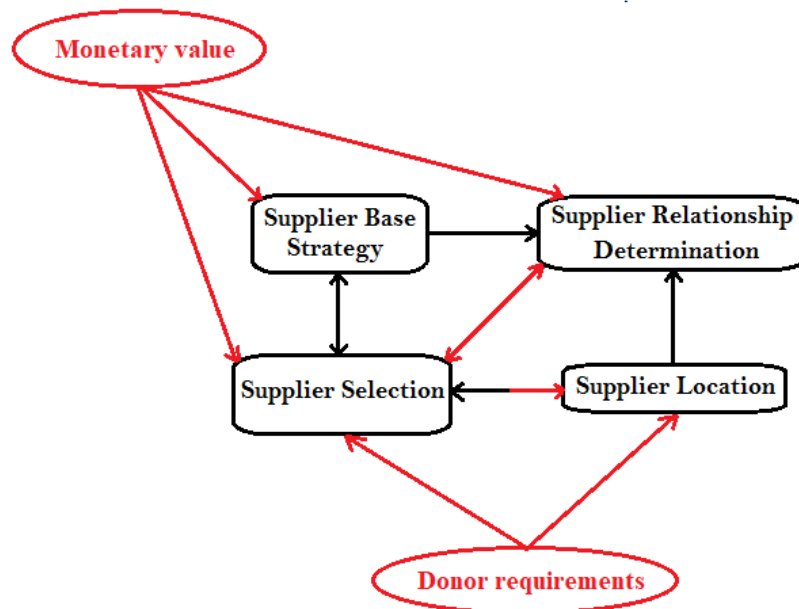 Monetary value
Supplier Base
Strategy
Supplier Relationship
Determination
Supplier Selection
Supplier Location
Donor requirements